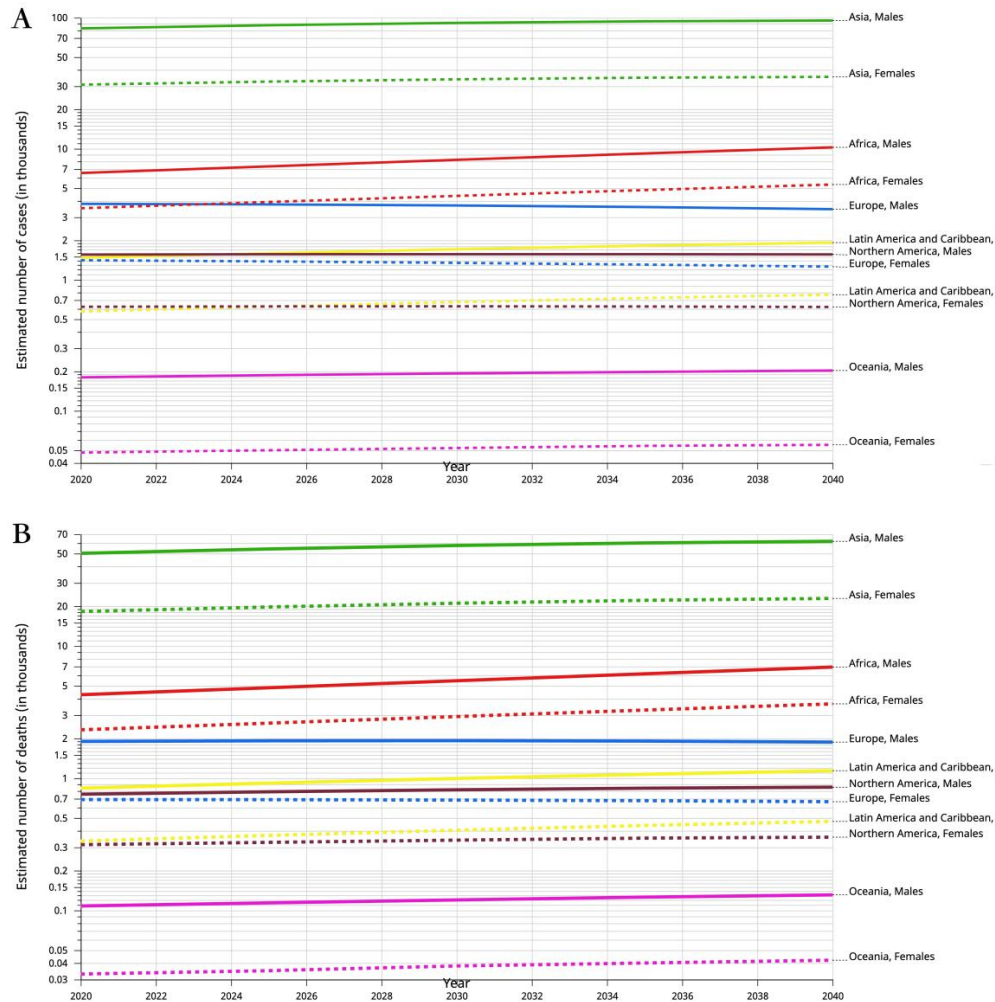 A
Estimated number of cases (in thousands)
100
70
50
30
20
15
10
7
5
3
2
1.5
1
0.7
0.5
0.3
0.2
0.15
0.1
0.05
0.04
Asia, Males
Asia, Females
Africa, Males
Africa, Females
Europe, Males
Latin America and Caribbean,
Northern America, Males
Europe, Females
Latin America and Caribbean,
Northern America, Females
Oceania, Males
Oceania, Females
2020 2022 2024 2026 2028 2030 2032 2034 2036 2038 2040
Year
B
Estimated number of deaths (in thousands)
70
50
30
20
15
10
7
5
3
2
1.5
1
0.7
0.5
0.3
0.2
0.15
0.1
0.05
0.04
0.03
Asia, Males
Asia, Females
Africa, Males
Africa, Females
Europe, Males
Latin America and Caribbean,
Northern America, Males
Europe, Females
Latin America and Caribbean,
Northern America, Females
Oceania, Males
Oceania, Females
2020 2022 2024 2026 2028 2030 2032 2034 2036 2038 2040
Year